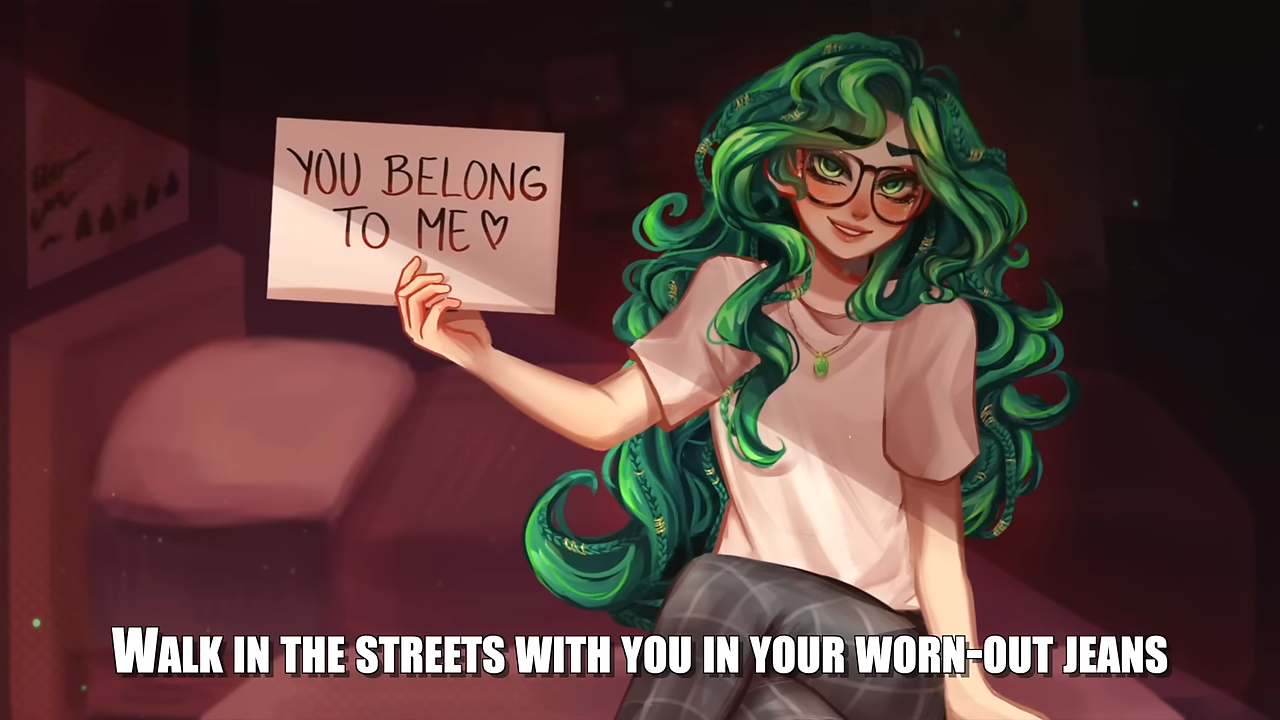 YOU BELONG
TO ME♡
WALK IN THE STREETS WITH YOU IN YOUR WORN-OUT JEANS